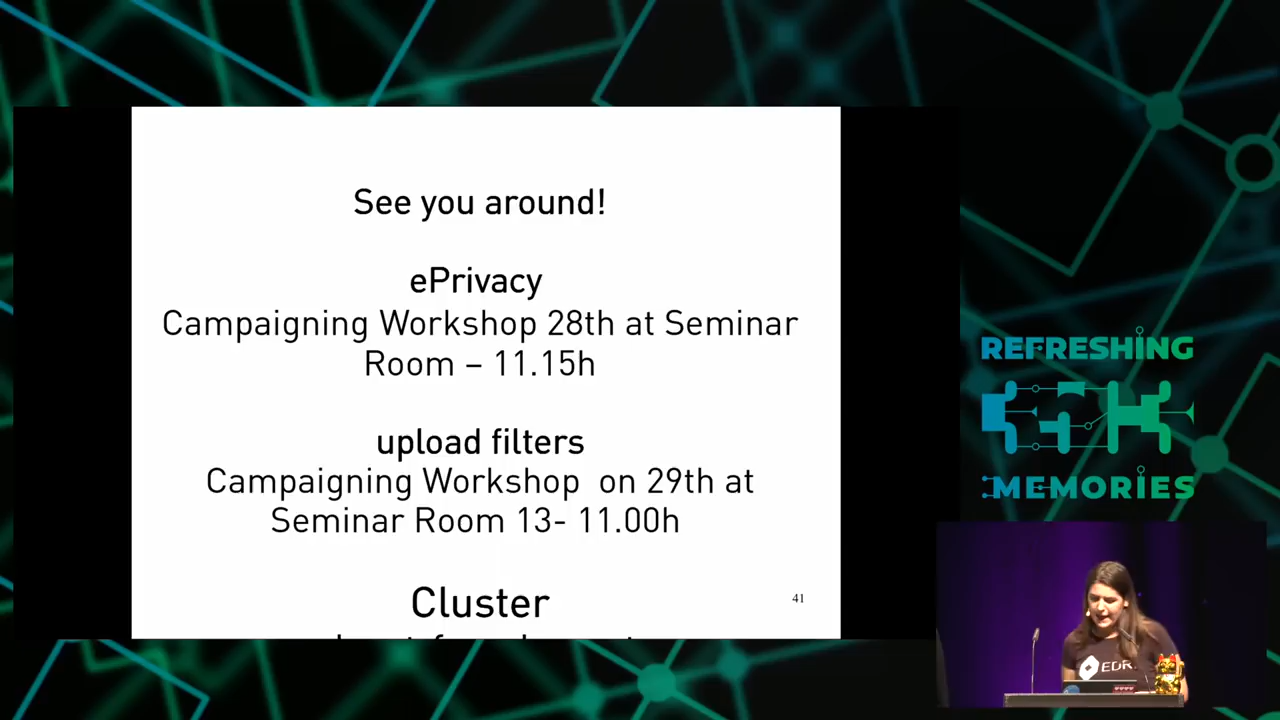 See you around!
ePrivacy
Campaigning Workshop 28th at Seminar
Room – 11.15h
upload filters
Campaigning Workshop on 29th at
Seminar Room 13- 11.00h
Cluster
41
REFRESHING
MEMORIES
EDRi